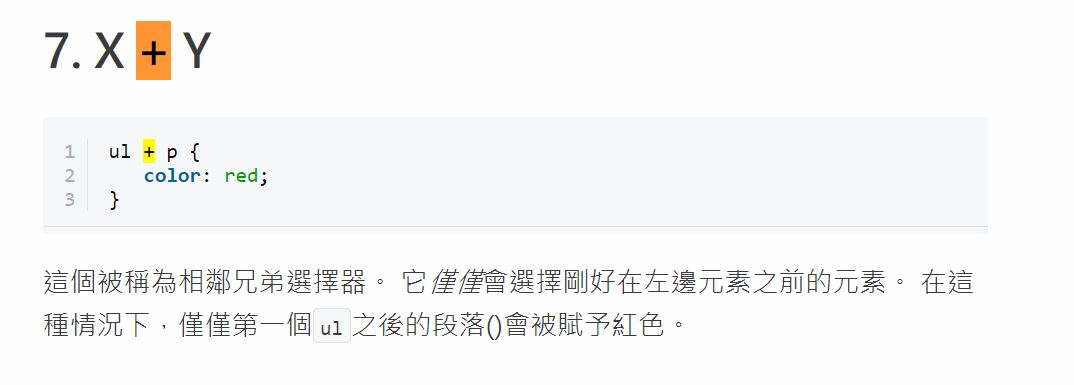 7. X + Y
1 ul + p {
2 color: red;
3 }
這個被稱為相鄰兄弟選擇器。 它僅僅會選擇剛好在左邊元素之前的元素。 在這
種情況下，僅僅第一個 ul 之後的段落()會被賦予紅色。